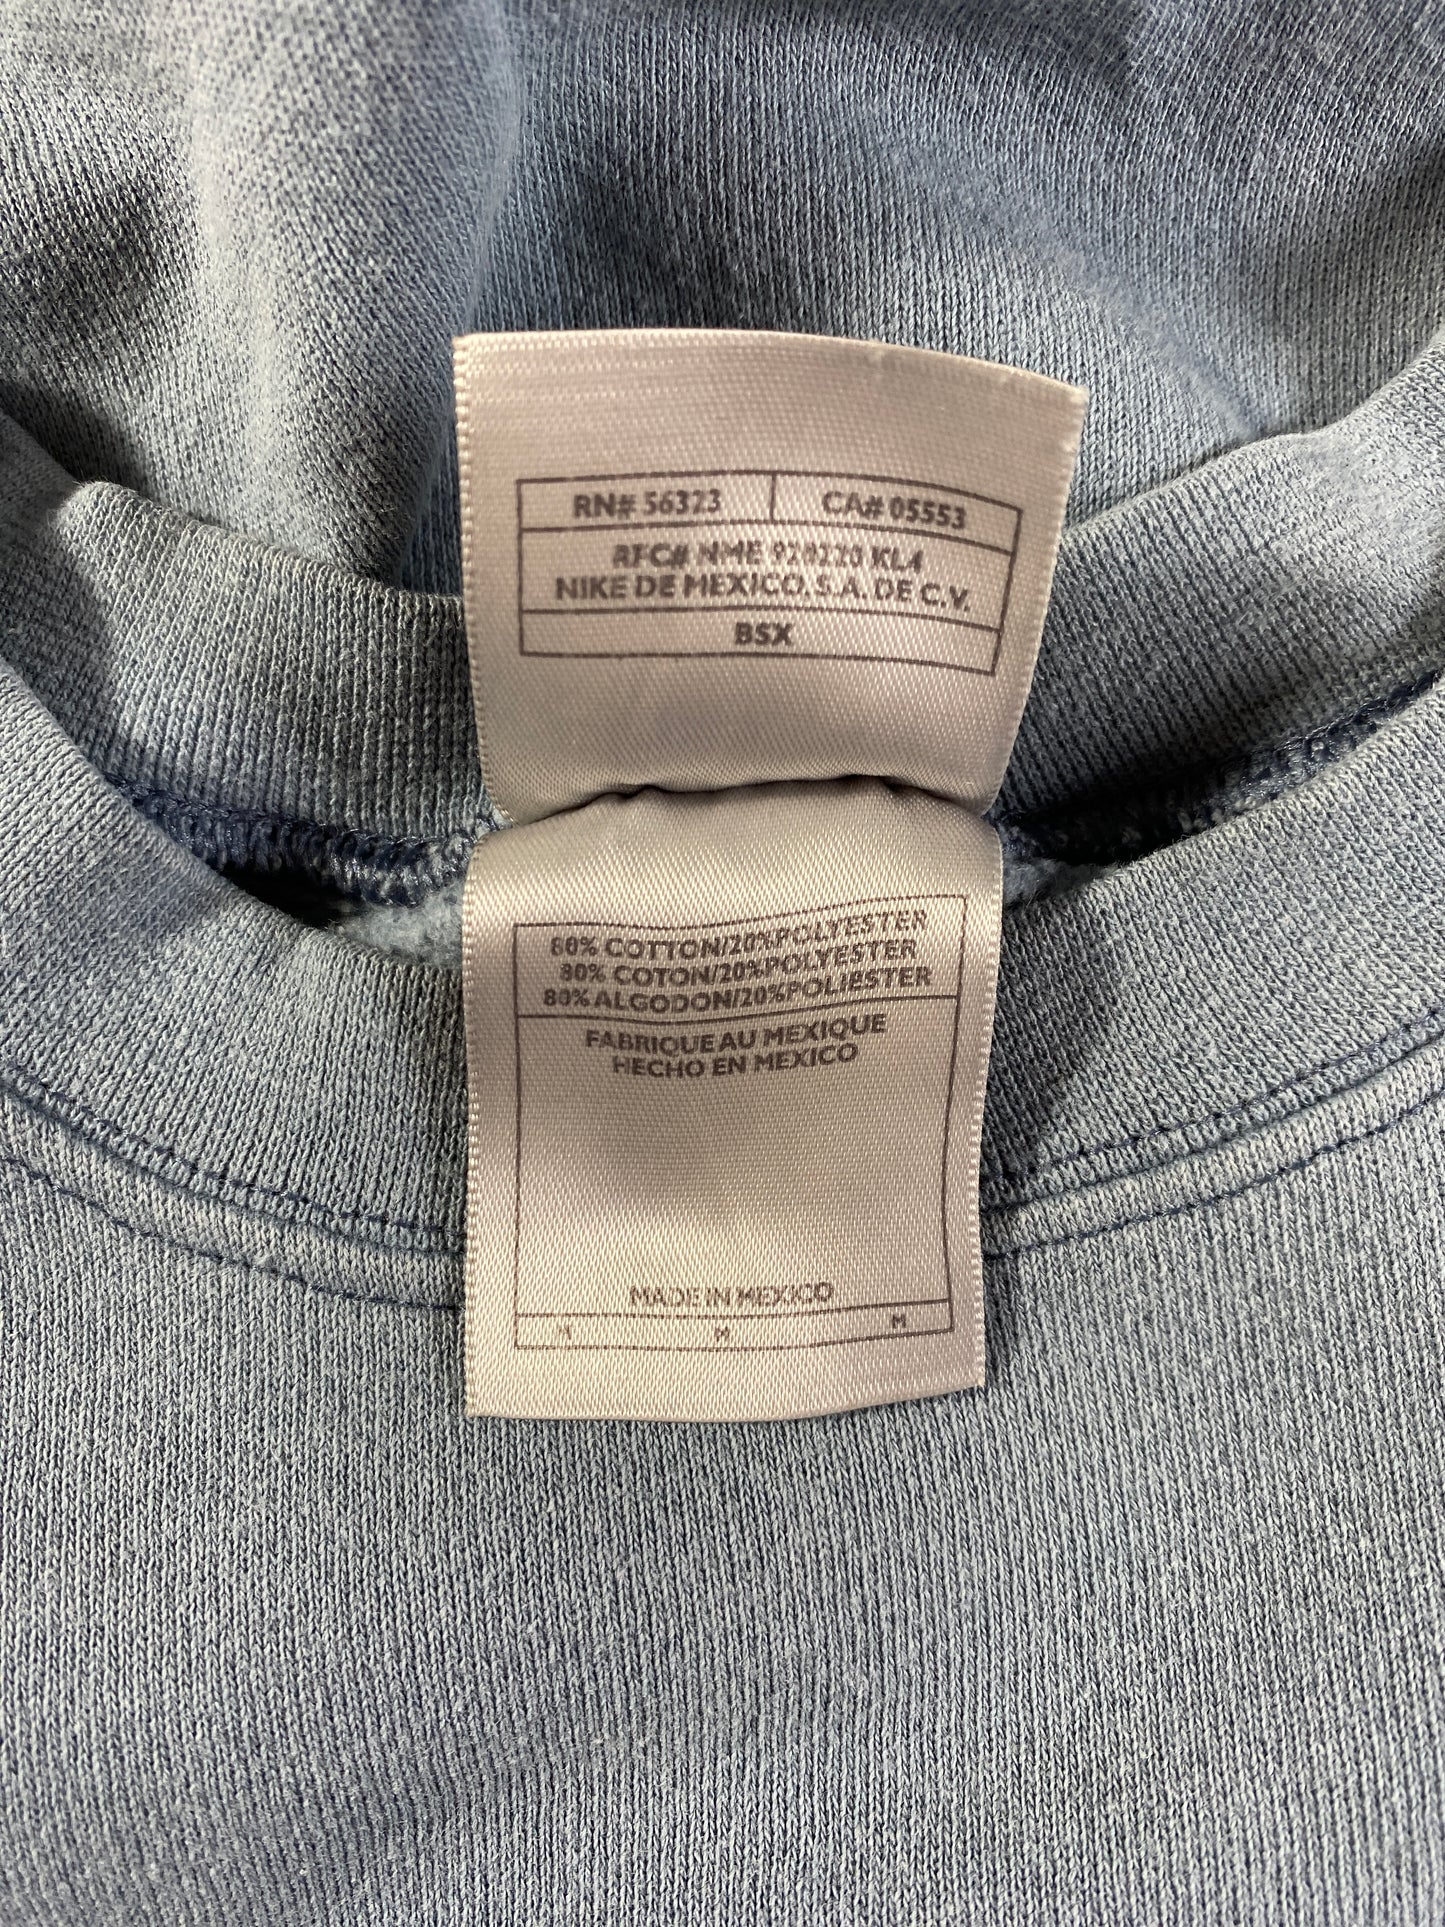 RN# 56323 CA# 05553
RFC# NME 920220 KL4
NIKE DE MEXICO. S.A. DE C.V.
BSX
80% COTTON/20% POLYESTER
80% COTON/20% POLYESTER
80% ALGODON/20% POLIESTER
FABRIQUE AU MEXIQUE
HECHO EN MEXICO
MADE IN MEXICO
M M M